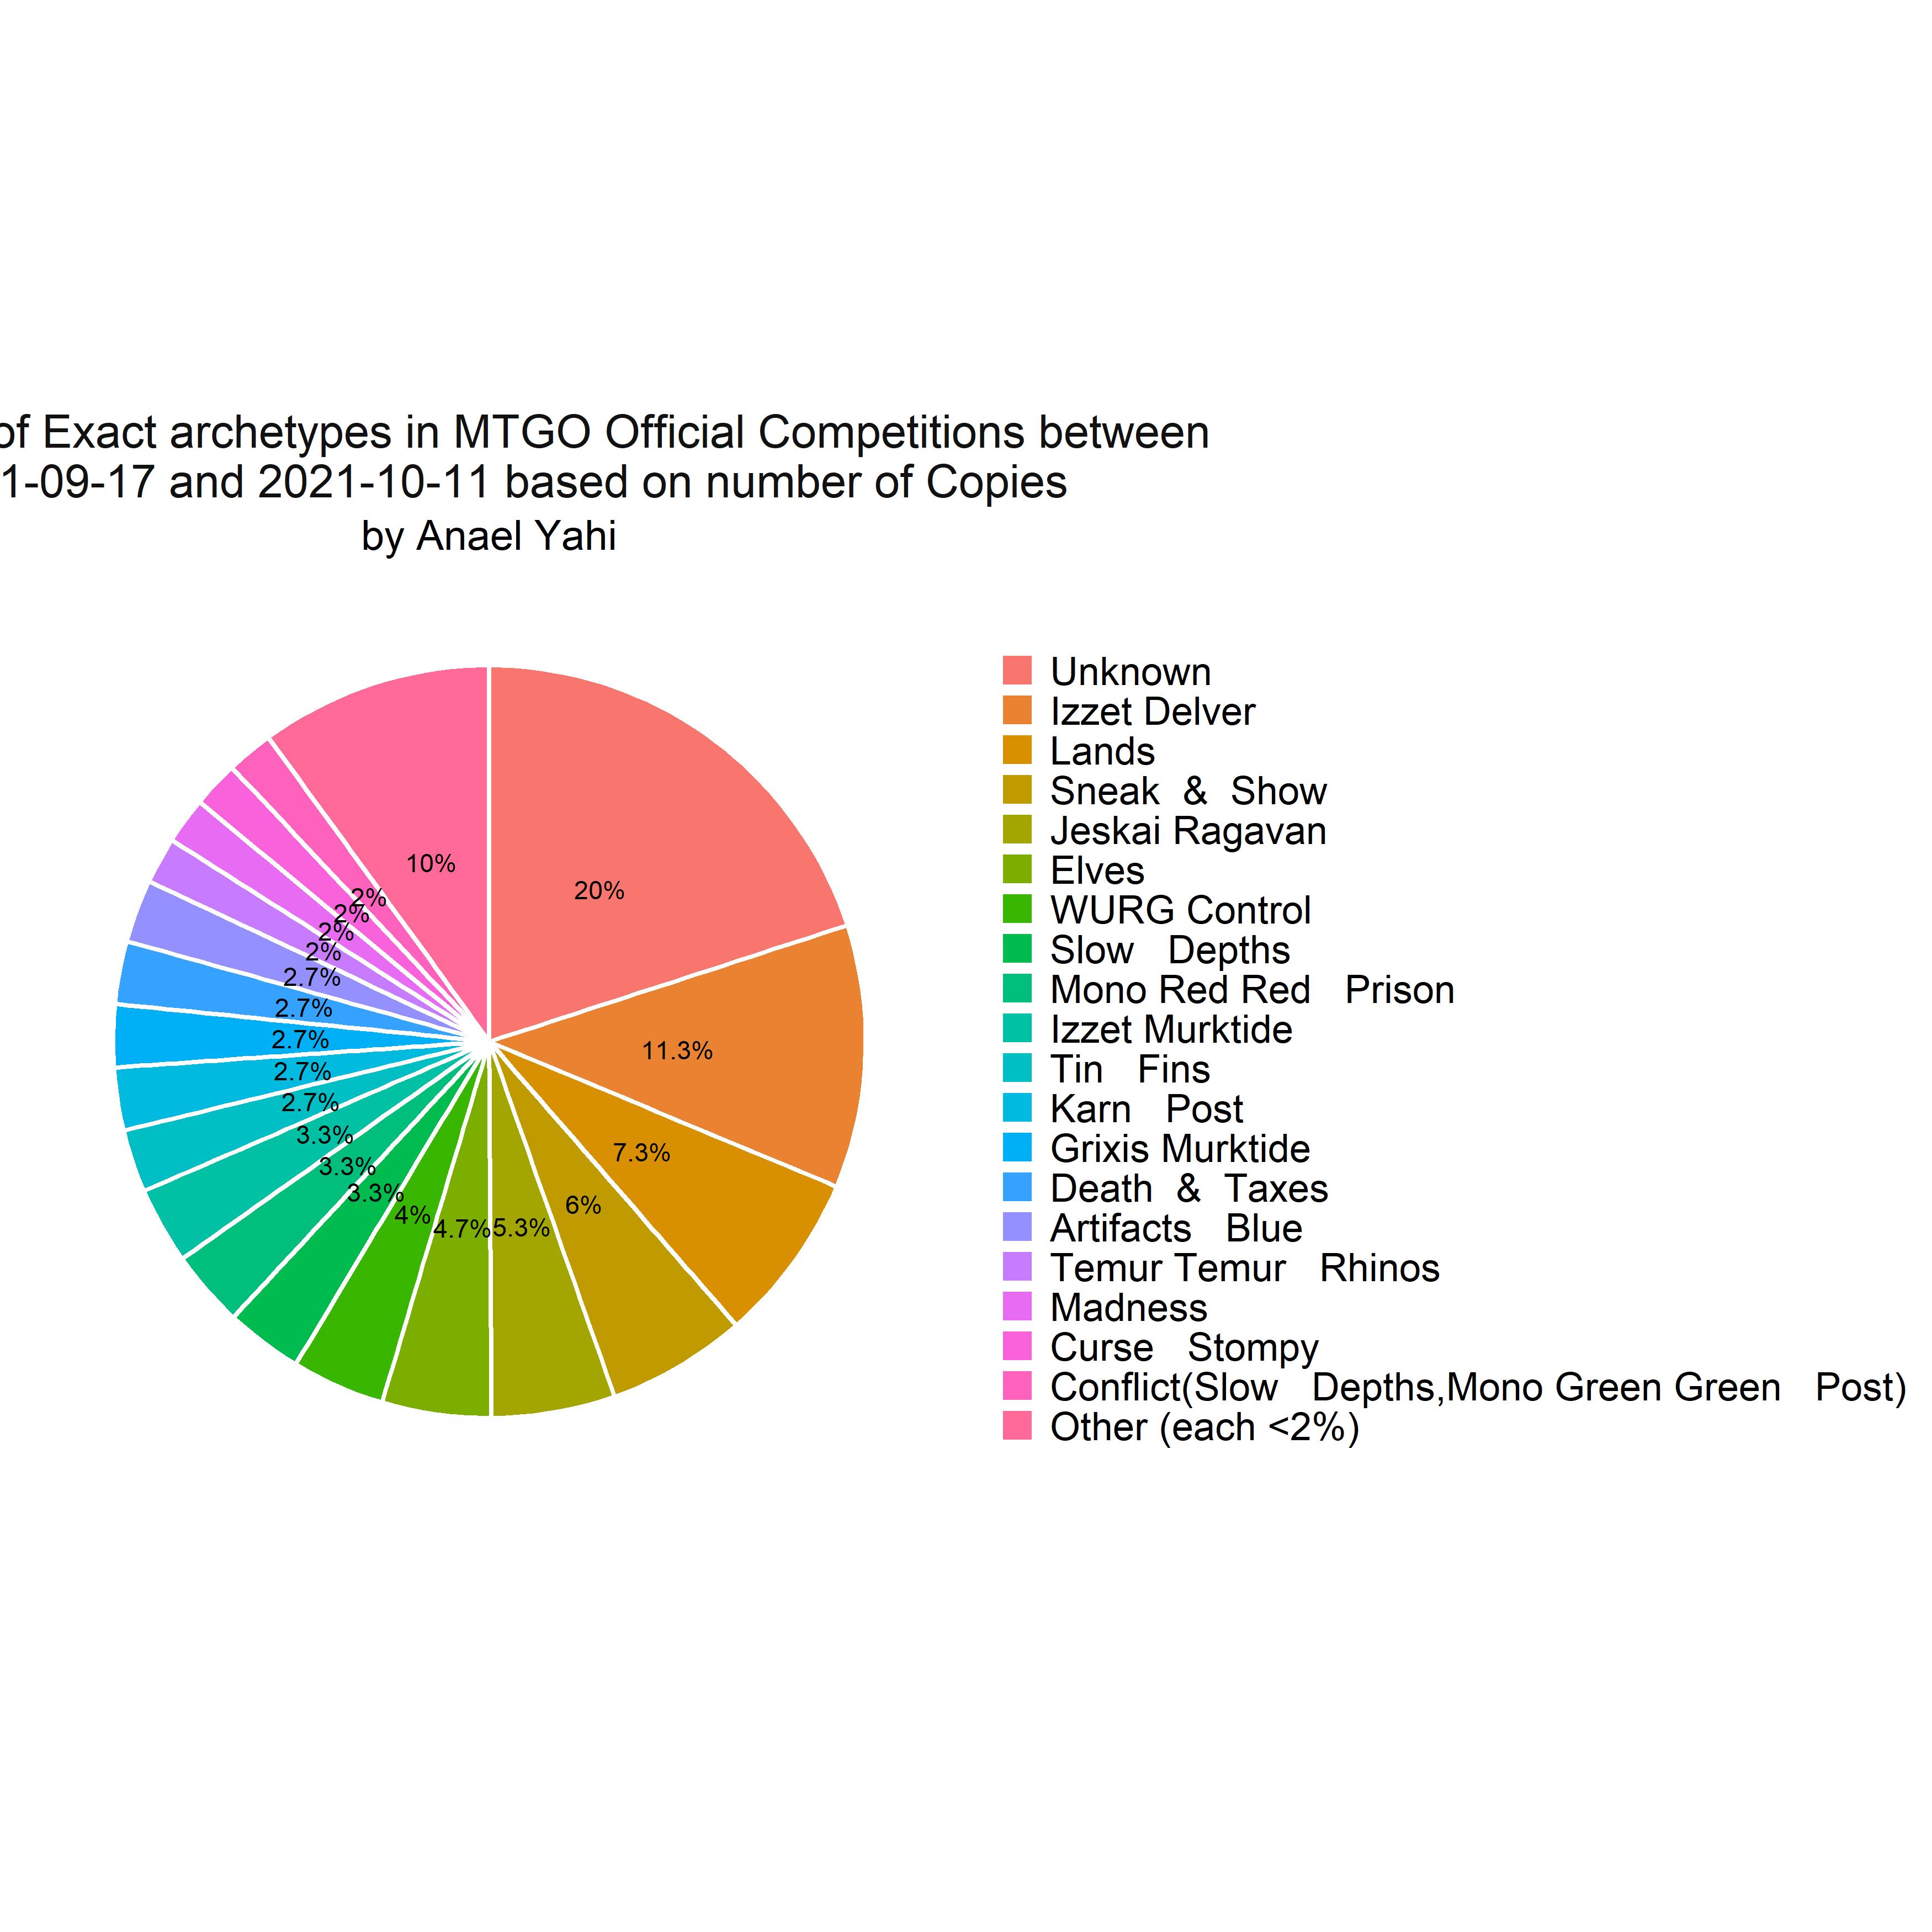 of Exact archetypes in MTGO Official Competitions between
1-09-17 and 2021-10-11 based on number of Copies
by Anael Yahi
Unknown
Izzet Delver
Lands
Sneak & Show
Jeskai Ragavan
Elves
WURG Control
Slow Depths
Mono Red Red Prison
Izzet Murktide
Tin Fins
Karn Post
Grixis Murktide
Death & Taxes
Artifacts Blue
Temur Temur Rhinos
Madness
Curse Stompy
Conflict(Slow Depths,Mono Green Green Post)
Other (each <2%)
20%
11.3%
7.3%
6%
5.3%
4.7%
4%
3.3%
3.3%
3.3%
2.7%
2.7%
2.7%
2.7%
2.7%
2%
2%
2%
2%
10%